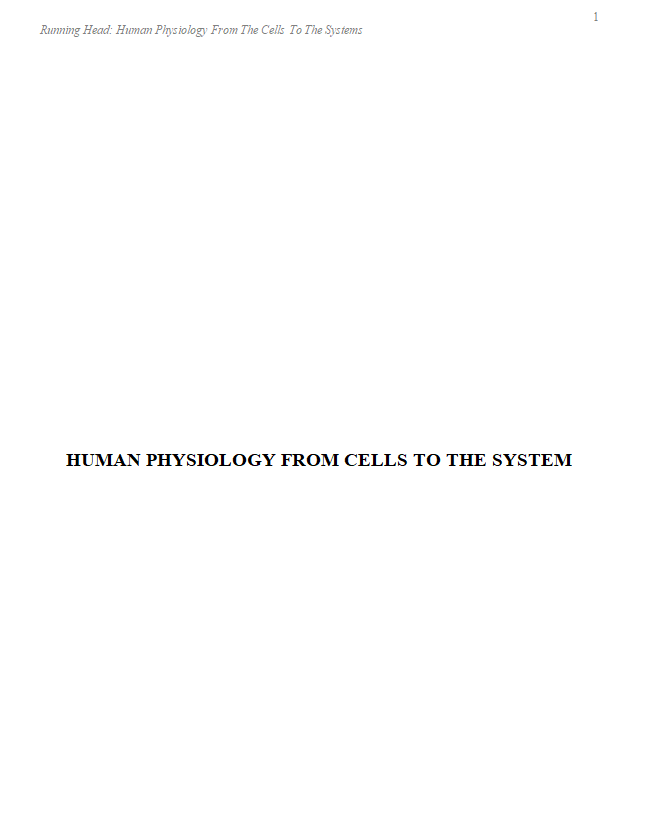 1
Running Head: Human Physiology From The Cells To The Systems
HUMAN PHYSIOLOGY FROM CELLS TO THE SYSTEM